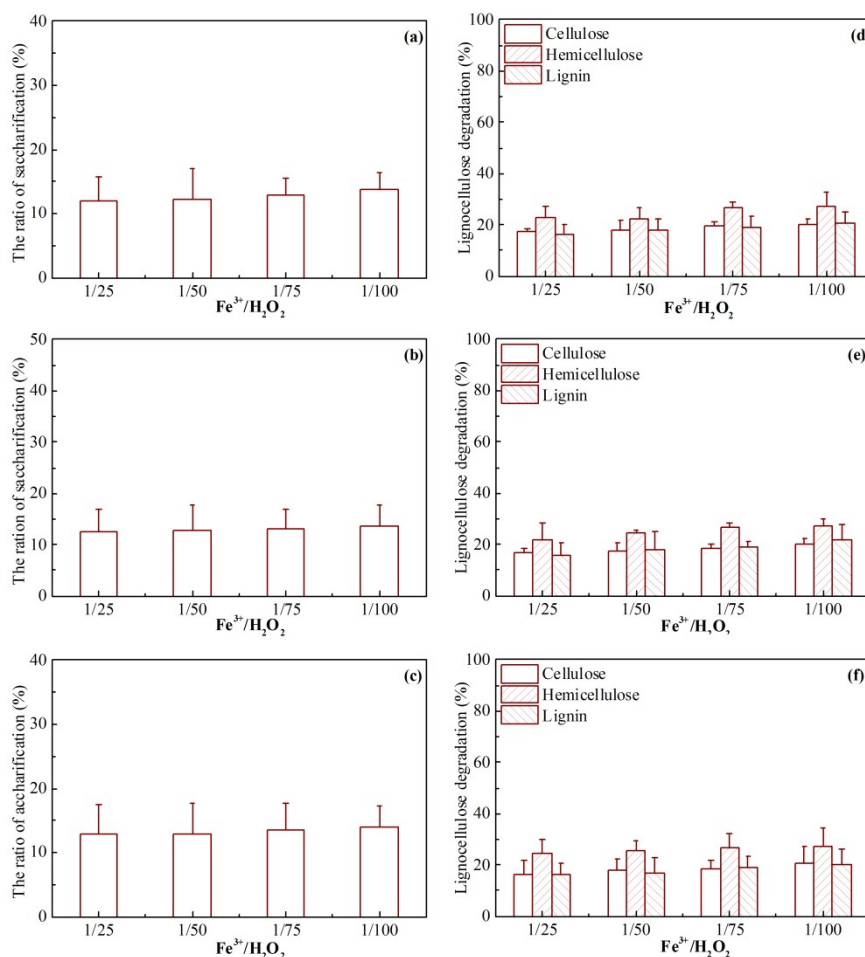 The ratio of saccharification (%)
40
30
20
10
0
(a)
1/25 1/50 1/75 1/100
Fe³⁺/H₂O₂
Lignocellulose degradation (%)
100
80
60
40
20
0
Cellulose
Hemicellulose
Lignin
(d)
1/25 1/50 1/75 1/100
Fe³⁺/H₂O₂
The ration of saccharification (%)
50
40
30
20
10
0
(b)
1/25 1/50 1/75 1/100
Fe³⁺/H₂O₂
Lignocellulose degradation (%)
100
80
60
40
20
0
Cellulose
Hemicellulose
Lignin
(e)
1/25 1/50 1/75 1/100
Fe³⁺/H₂O₂
The ratio of accharification (%)
40
30
20
10
0
(c)
1/25 1/50 1/75 1/100
Fe³⁺/H₂O₂
Lignocellulose degradation (%)
100
80
60
40
20
0
Cellulose
Hemicellulose
Lignin
(f)
1/25 1/50 1/75 1/100
Fe³⁺/H₂O₂